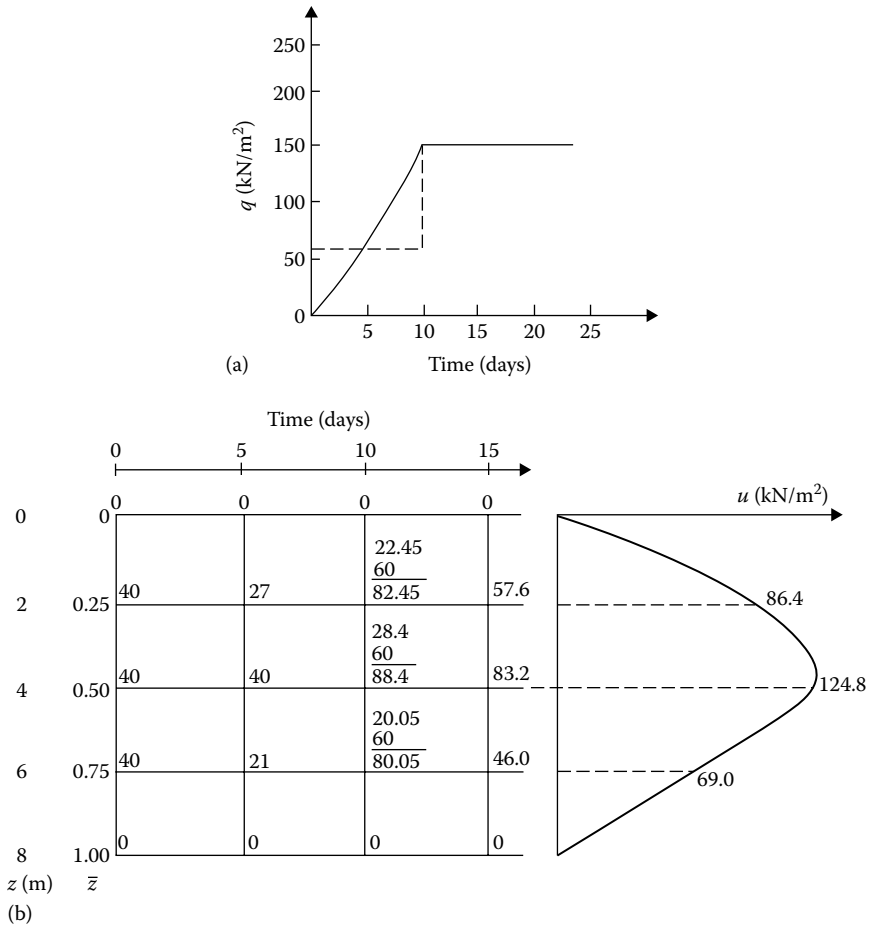 250
200
150
100
50
0
q (kN/m²)
5 10 15 20 25
(a) Time (days)
Time (days)
0 5 10 15
0 0 0 0
u (kN/m²)
0 0
22.45
60
40 27 82.45 57.6
2 0.25
86.4
28.4
60
40 40 88.4 83.2
4 0.50
124.8
20.05
60
40 21 80.05 46.0
6 0.75
69.0
0 0 0 0
8 1.00
z (m) z̄
(b)